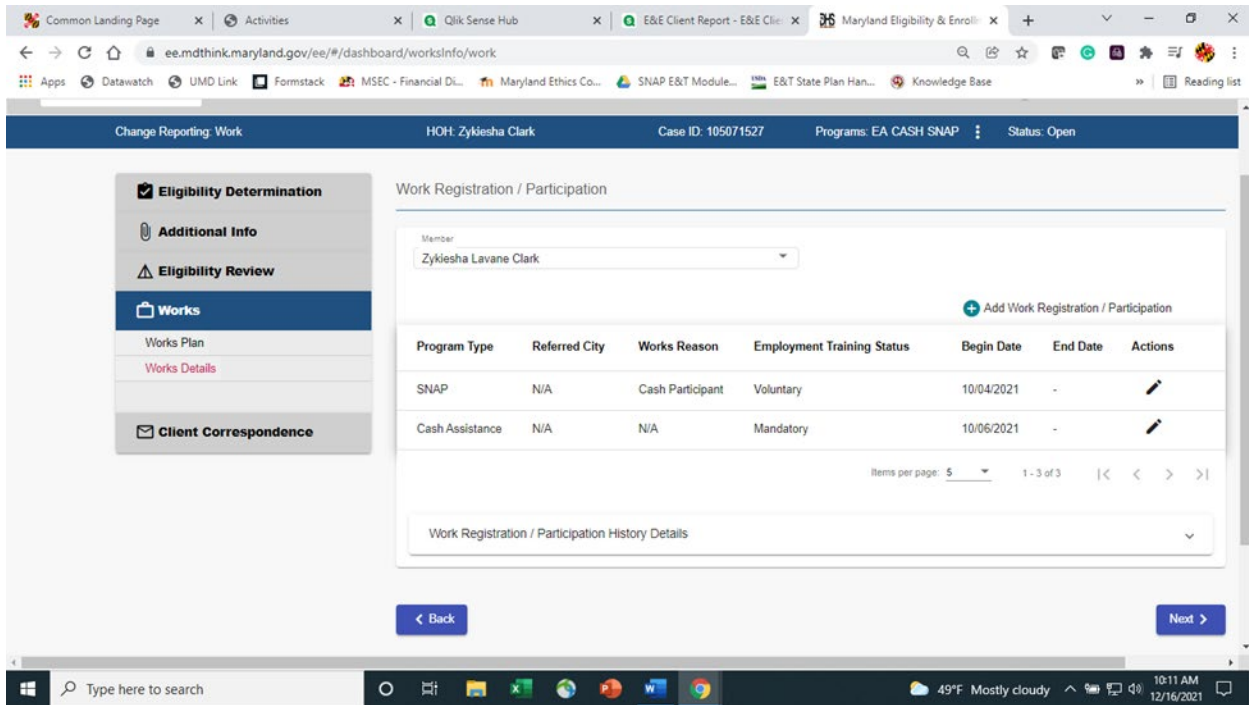 Common Landing Page
Activities
Qlik Sense Hub
E&E Client Report - E&E Clie
Maryland Eligibility & Enroll
ee.mdthink.maryland.gov/ee/#/dashboard/worksInfo/work
Apps
Datawatch
UMD Link
Formstack
MSEC - Financial Di...
Maryland Ethics Co...
SNAP E&T Module...
E&T State Plan Han...
Knowledge Base
»
Reading list
Change Reporting: Work
HOH: Zykiesha Clark
Case ID: 105071527
Programs: EA CASH SNAP
Status: Open
Eligibility Determination
Additional Info
Eligibility Review
Works
Works Plan
Works Details
Client Correspondence
Work Registration / Participation
Member
Zykiesha Lavane Clark
Add Work Registration / Participation
Program Type Referred City Works Reason Employment Training Status Begin Date End Date Actions
SNAP N/A Cash Participant Voluntary 10/04/2021 -
Cash Assistance N/A N/A Mandatory 10/06/2021 -
Items per page: 5 1 - 3 of 3
Work Registration / Participation History Details
Back
Next
Type here to search
49°F Mostly cloudy
10:11 AM
12/16/2021